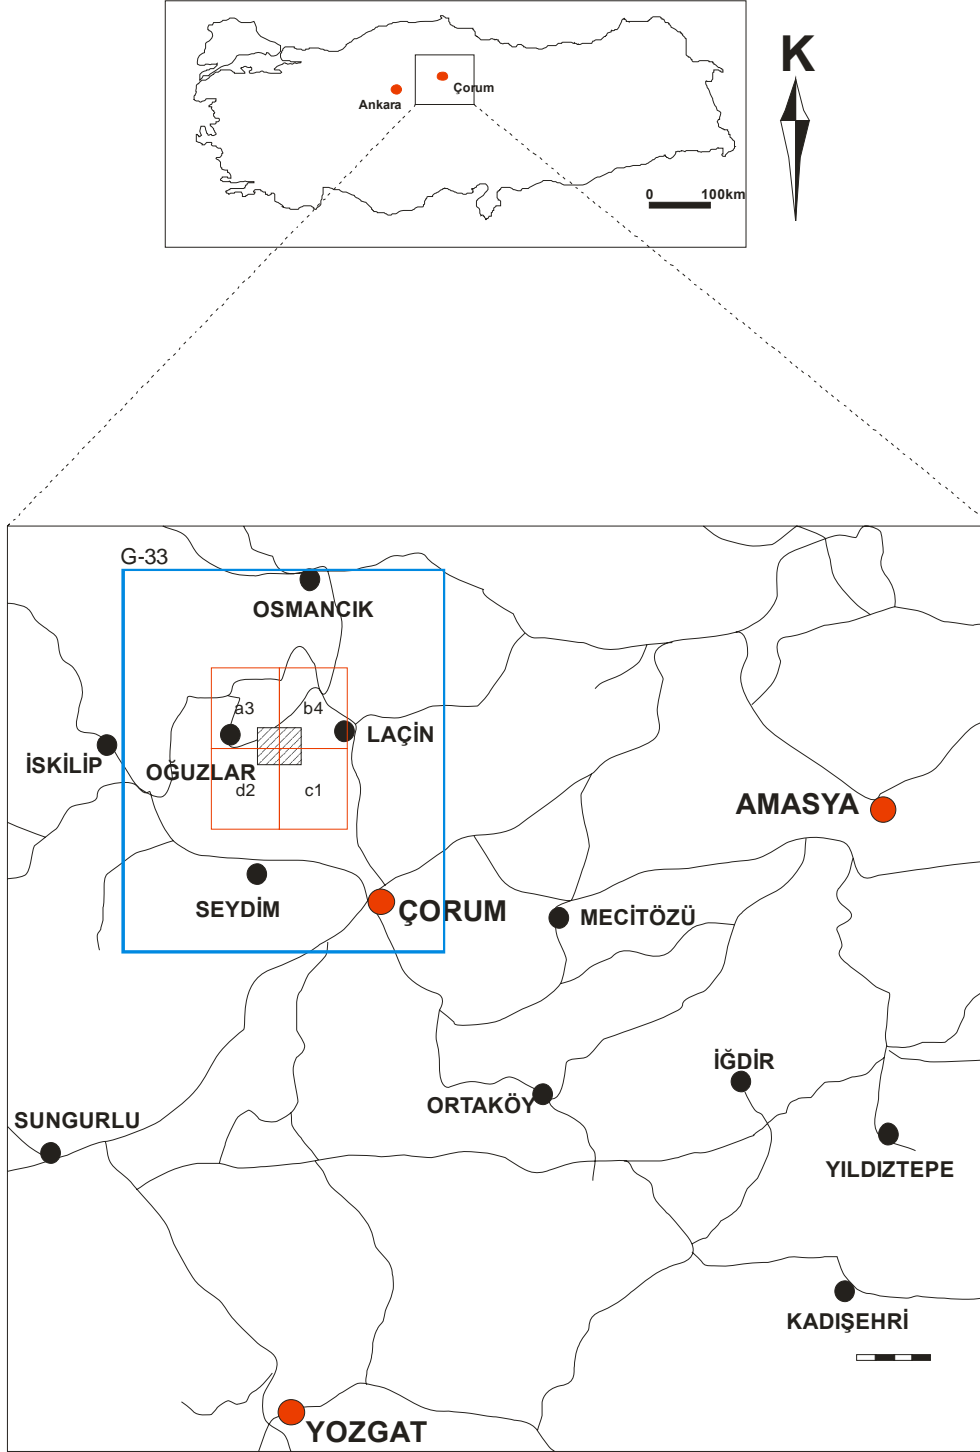 K
Çorum
Ankara
0 100km
G-33
OSMANCIK
a3
b4
LAÇİN
İSKİLİP
OĞUZLAR
d2
c1
AMASYA
SEYDİM
ÇORUM
MECİTÖZÜ
İĞDİR
ORTAKÖY
SUNGURLU
YILDIZTEPE
KADIŞEHRİ
YOZGAT